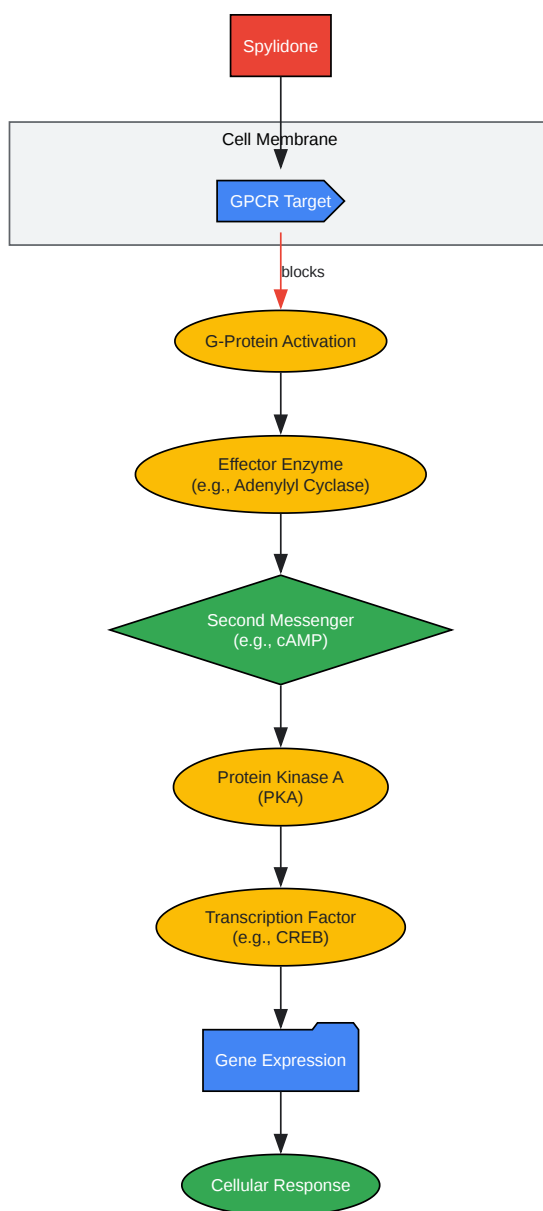 Spylidone
Cell Membrane
GPCR Target
blocks
G-Protein Activation
Effector Enzyme
(e.g., Adenylyl Cyclase)
Second Messenger
(e.g., cAMP)
Protein Kinase A
(PKA)
Transcription Factor
(e.g., CREB)
Gene Expression
Cellular Response